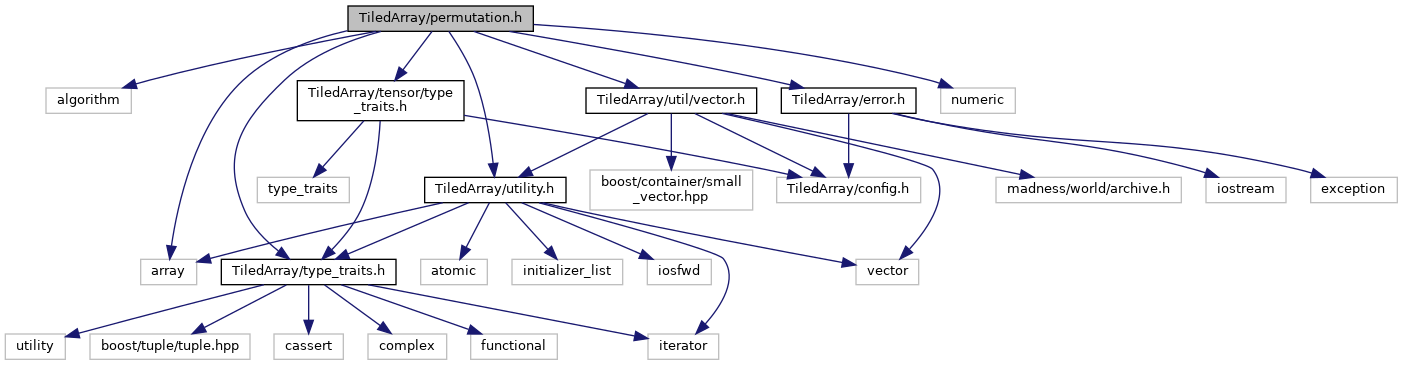 TiledArray/permutation.h
algorithm
TiledArray/tensor/type
_traits.h
TiledArray/util/vector.h
TiledArray/error.h
numeric
type_traits
TiledArray/utility.h
boost/container/small
_vector.hpp
TiledArray/config.h
madness/world/archive.h
iostream
exception
array
TiledArray/type_traits.h
atomic
initializer_list
iosfwd
vector
utility
boost/tuple/tuple.hpp
cassert
complex
functional
iterator